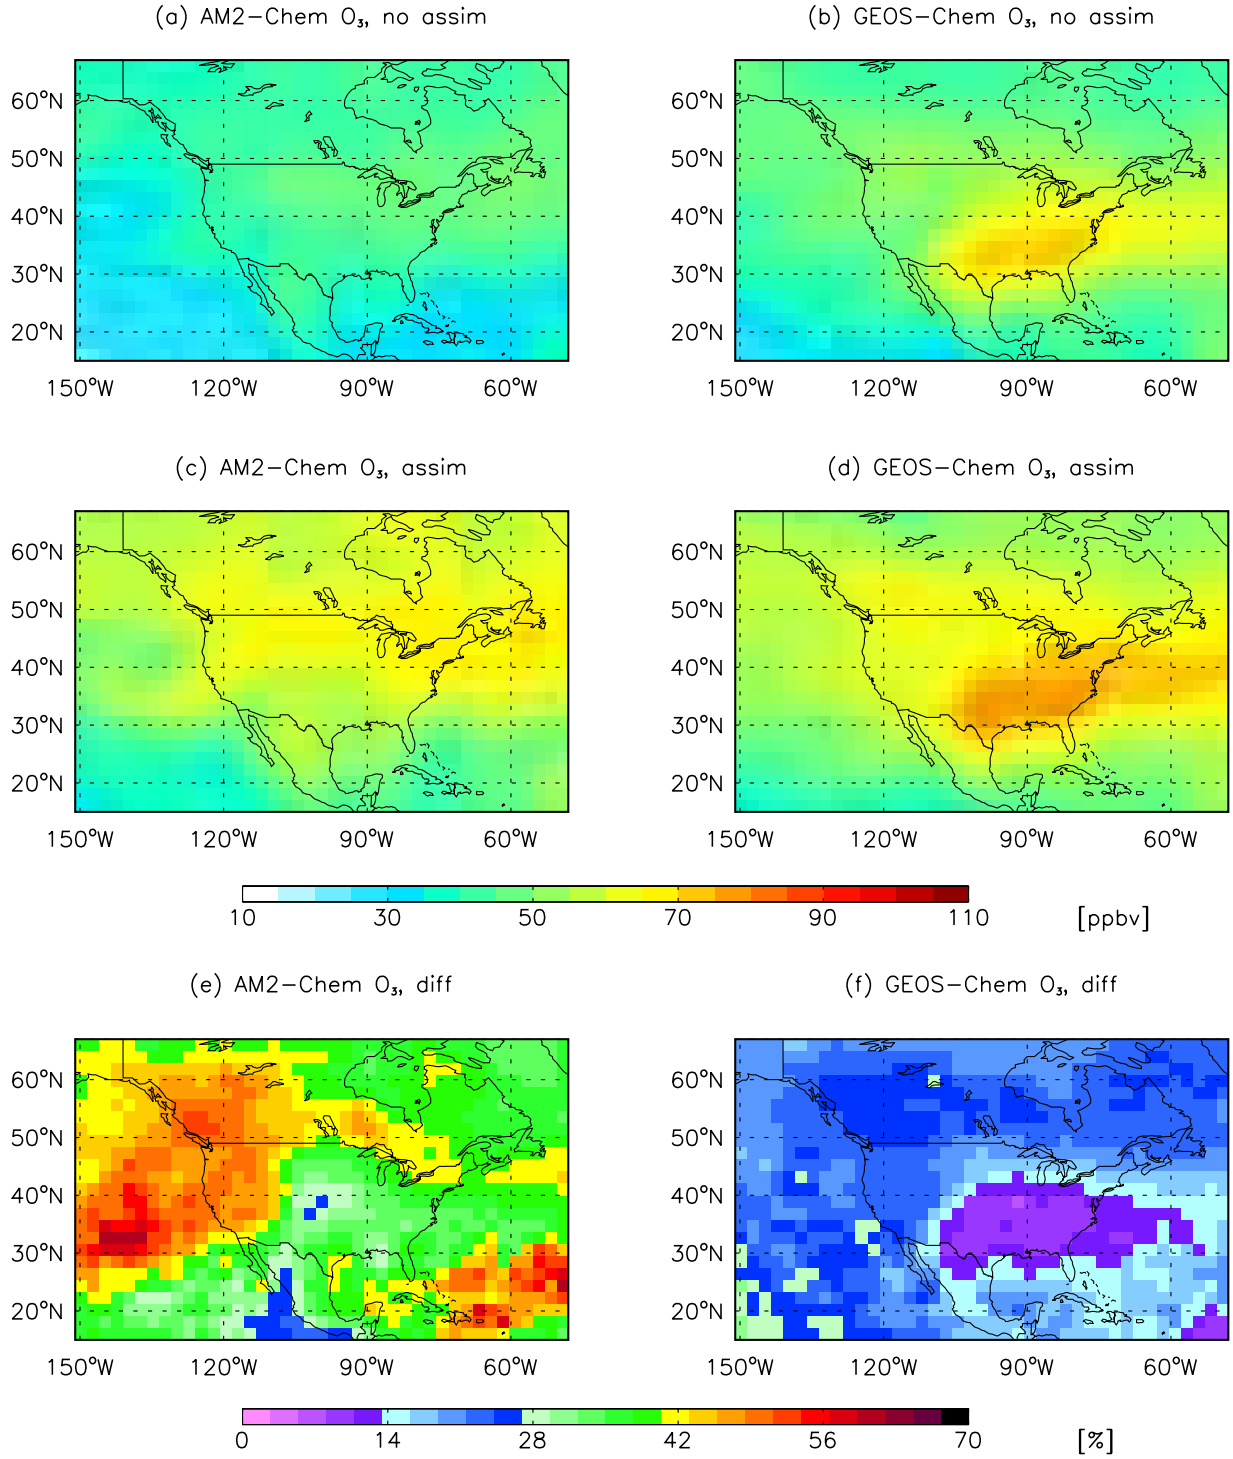 (a) AM2-Chem O₃, no assim
(b) GEOS-Chem O₃, no assim
60°N
50°N
40°N
30°N
20°N
150°W 120°W 90°W 60°W
60°N
50°N
40°N
30°N
20°N
150°W 120°W 90°W 60°W
(c) AM2-Chem O₃, assim
(d) GEOS-Chem O₃, assim
60°N
50°N
40°N
30°N
20°N
150°W 120°W 90°W 60°W
60°N
50°N
40°N
30°N
20°N
150°W 120°W 90°W 60°W
10 30 50 70 90 110 [ppbv]
(e) AM2-Chem O₃, diff
(f) GEOS-Chem O₃, diff
60°N
50°N
40°N
30°N
20°N
150°W 120°W 90°W 60°W
60°N
50°N
40°N
30°N
20°N
150°W 120°W 90°W 60°W
0 14 28 42 56 70 [%]